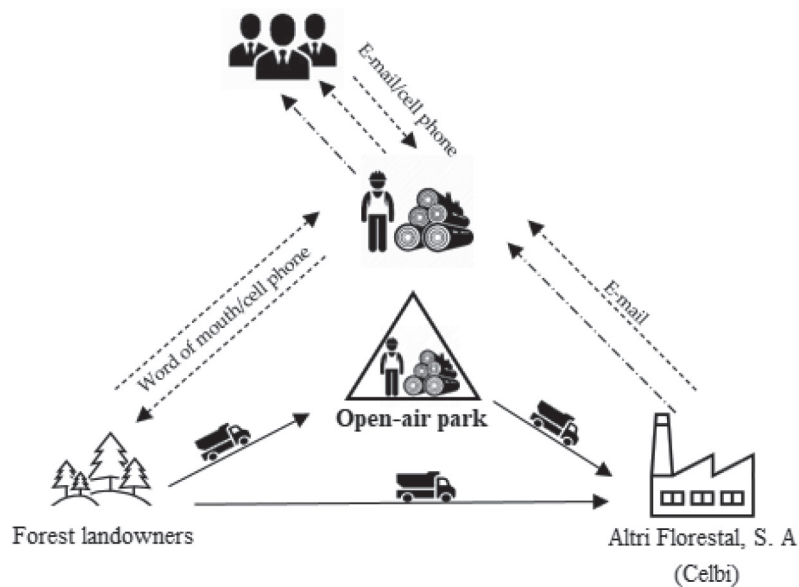 E-mail/cell phone
Word of mouth/cell phone
E-mail
Open-air park
Forest landowners
Altri Florestal, S. A
(Celbi)